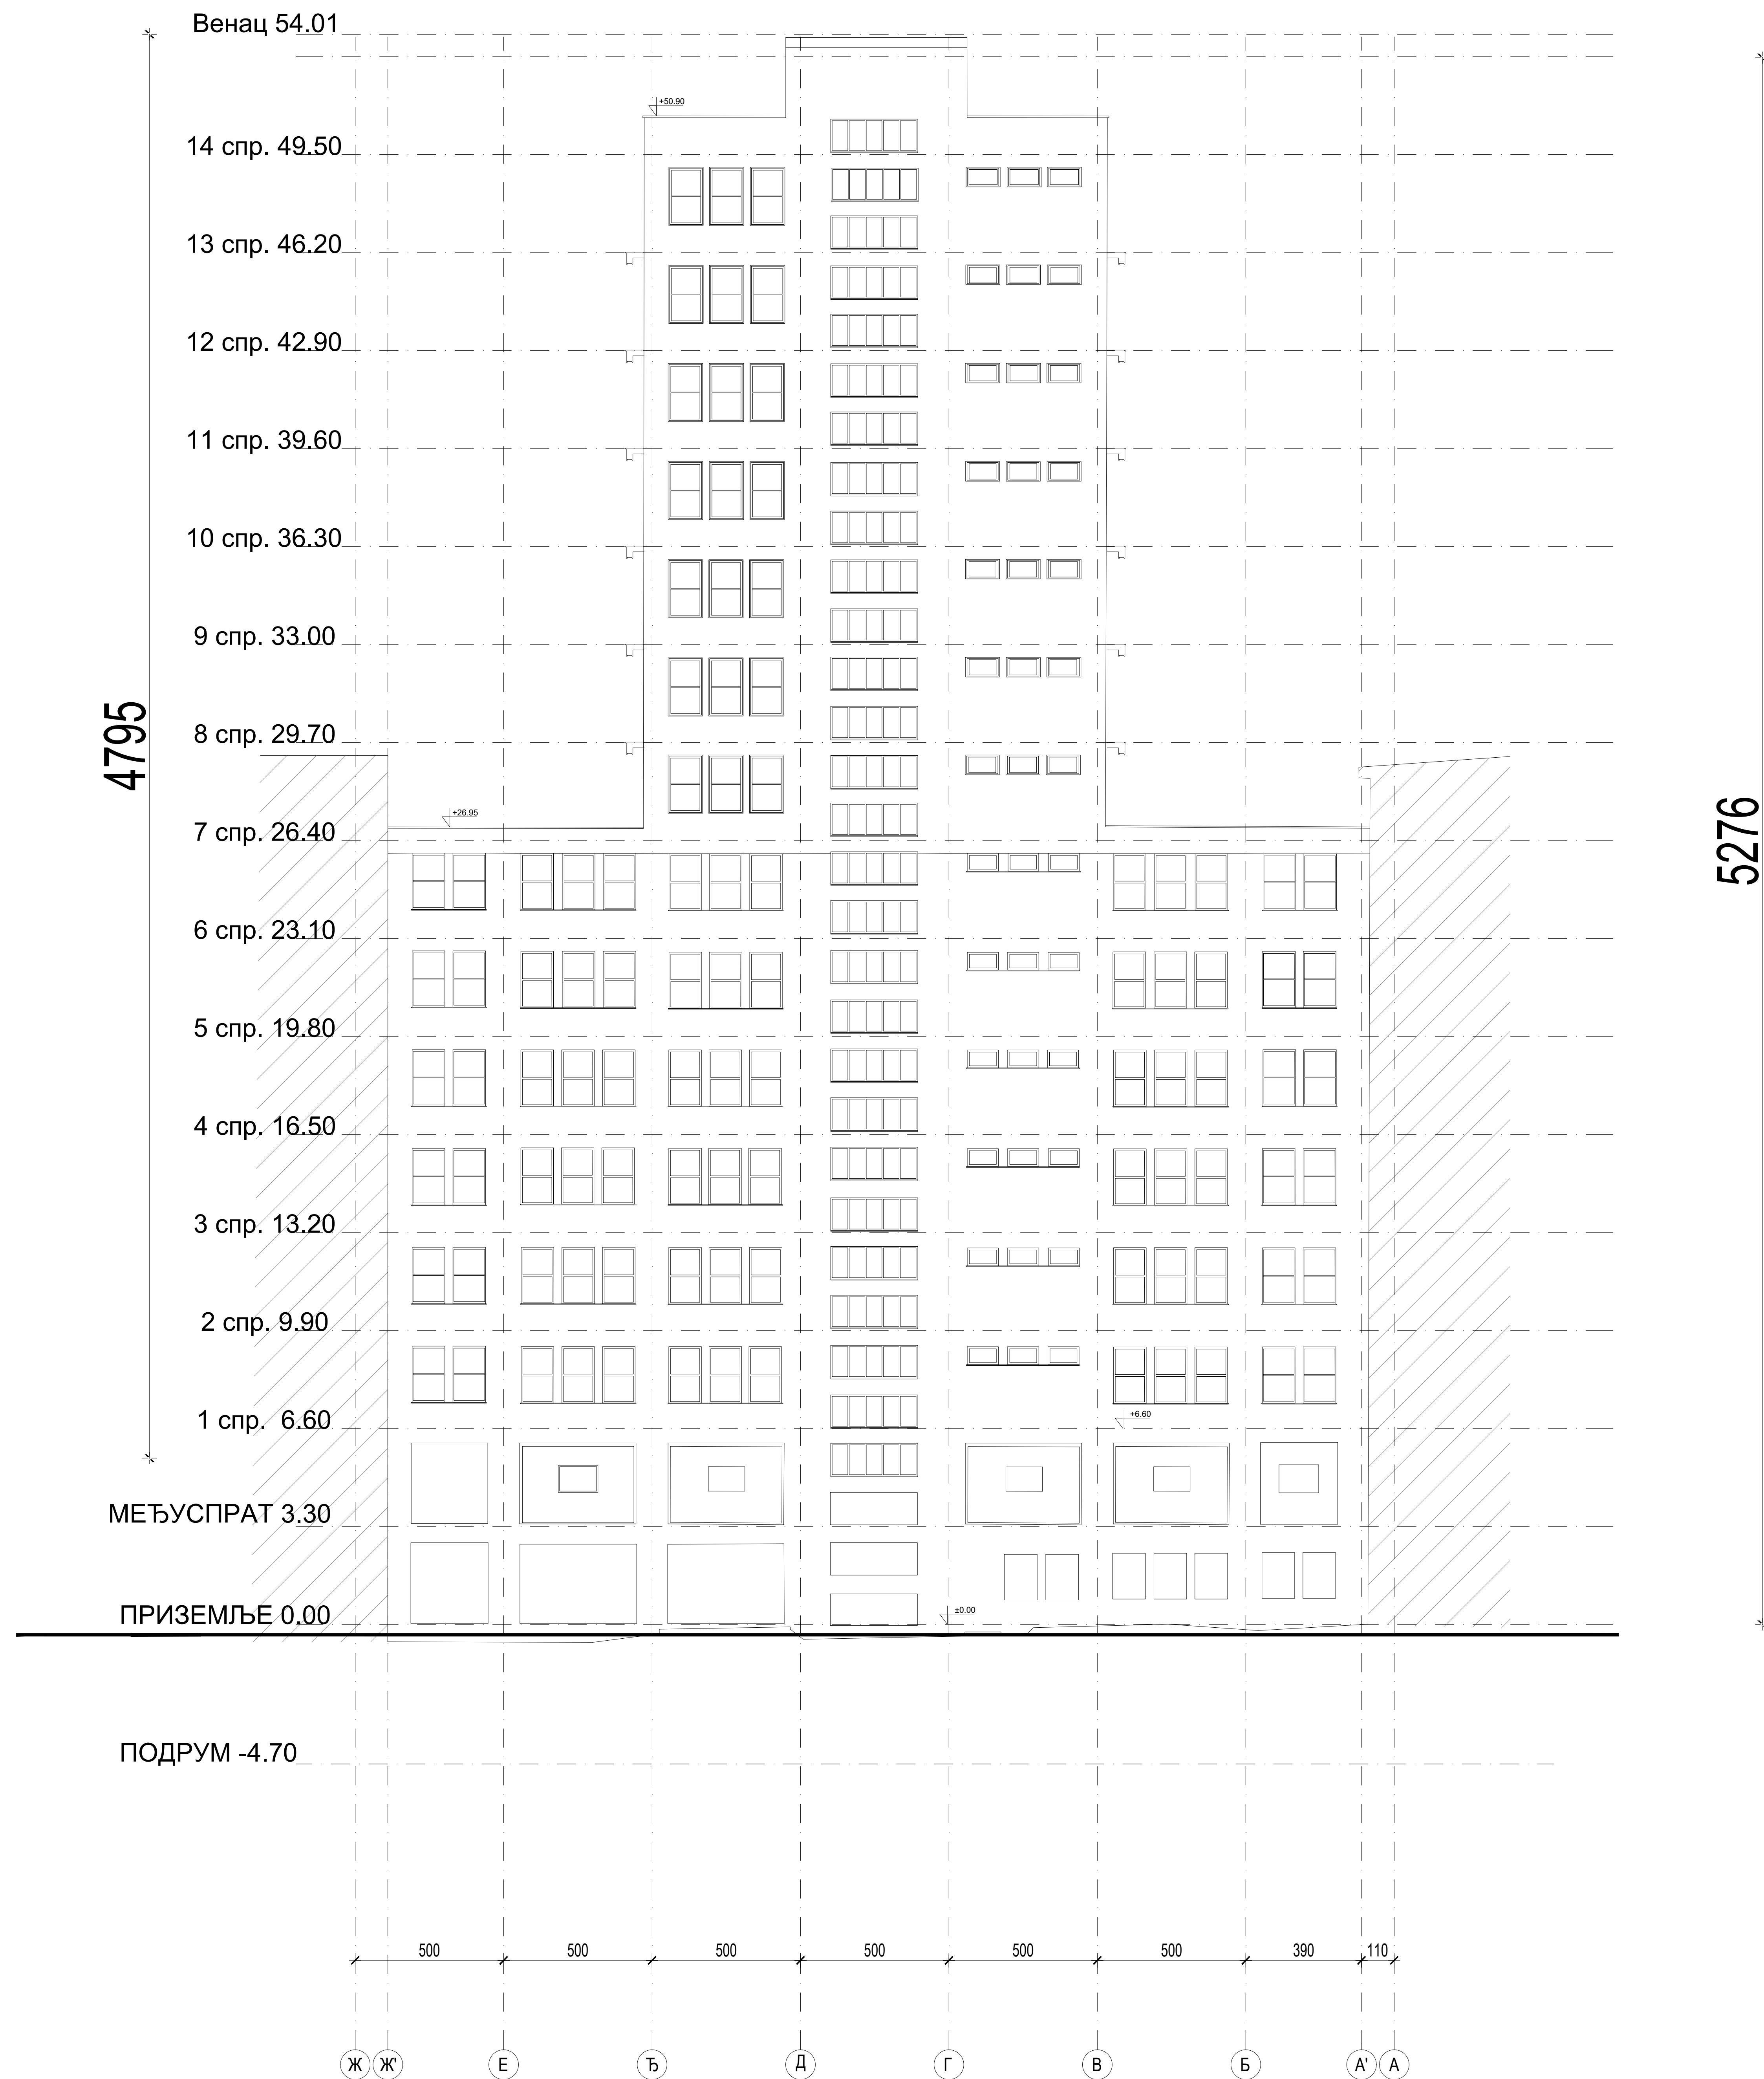 Венац 54.01
+50.90
14 спр. 49.50
13 спр. 46.20
12 спр. 42.90
11 спр. 39.60
10 спр. 36.30
9 спр. 33.00
4795
8 спр. 29.70
5276
+26.95
7 спр. 26.40
6 спр. 23.10
5 спр. 19.80
4 спр. 16.50
3 спр. 13.20
2 спр. 9.90
1 спр. 6.60
+6.60
МЕЂУСПРАТ 3.30
ПРИЗЕМЉЕ 0.00
±0.00
ПОДРУМ -4.70
500 500 500 500 500 500 390 110
Ж Ж' Е Ђ Д Г В Б А' А